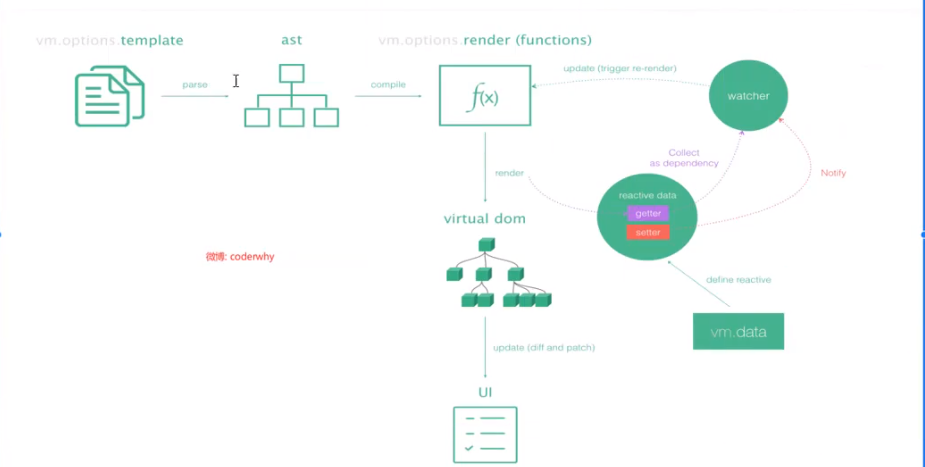 vm.options.template
ast
vm.options.render (functions)
parse
compile
f(x)
update (trigger re-render)
watcher
Collect
as dependency
Notify
render
reactive data
getter
setter
virtual dom
微博: coderwhy
define reactive
vm.data
update (diff and patch)
UI